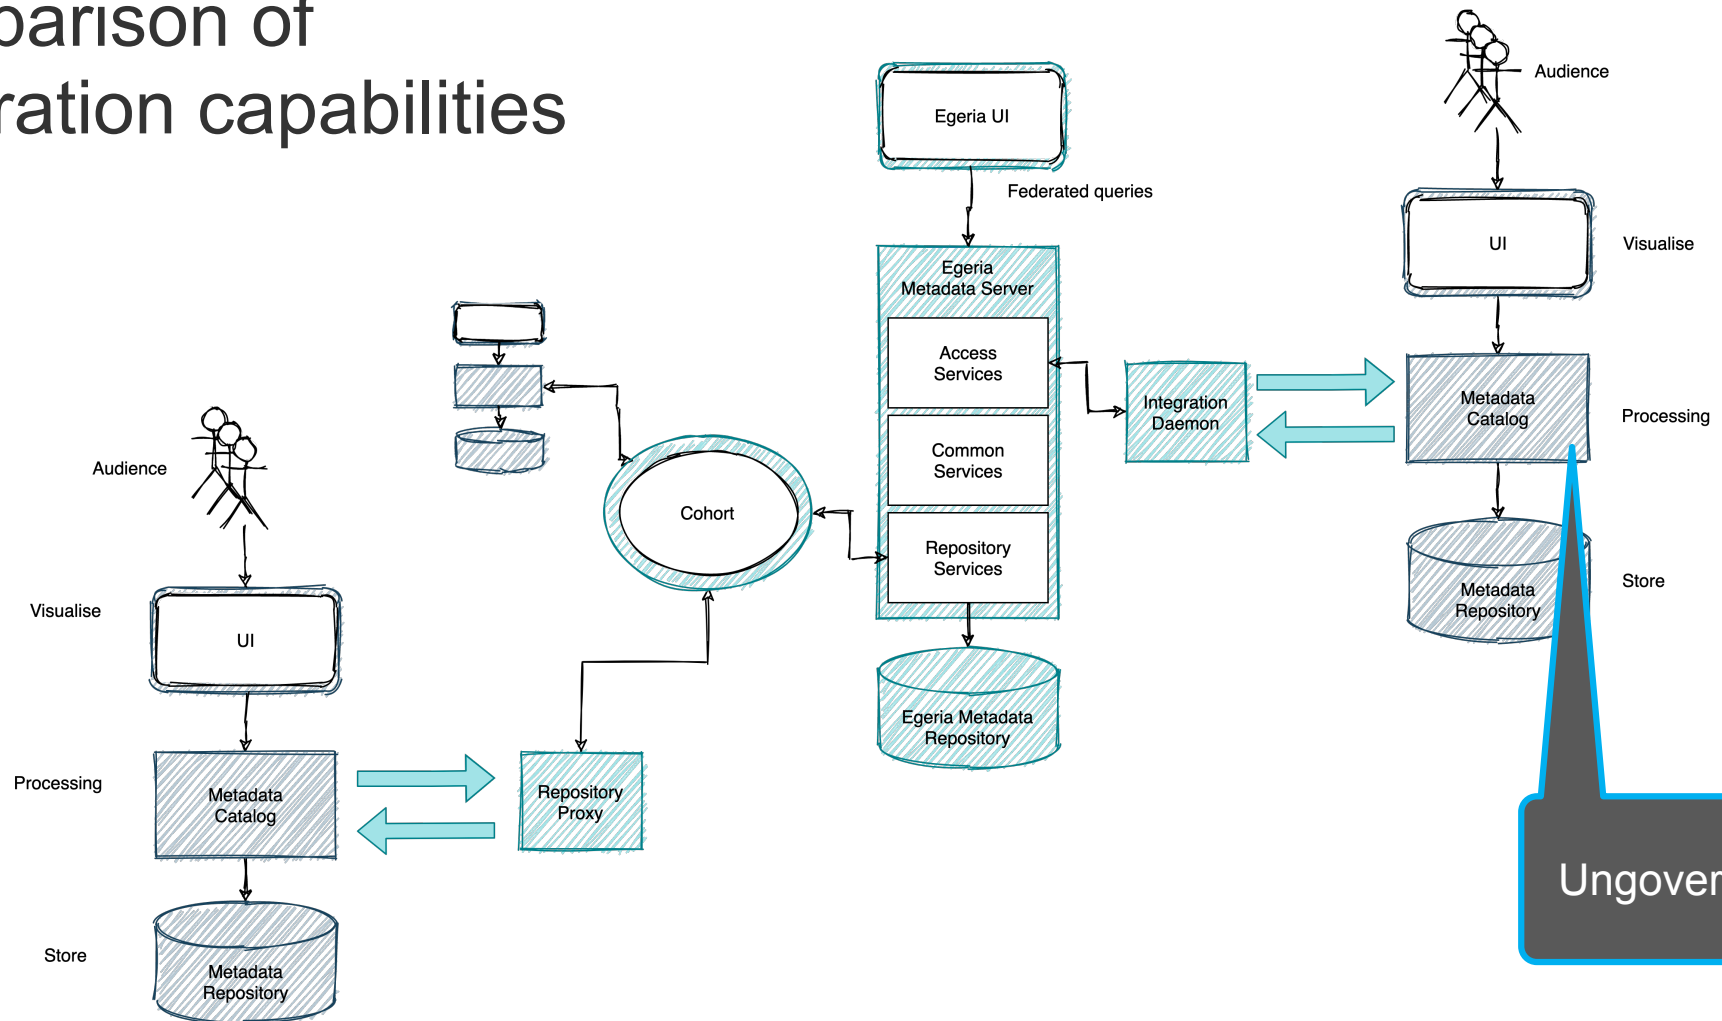 parison of
ration capabilities
Egeria UI
Federated queries
Egeria
Metadata Server
Access
Services
Common
Services
Repository
Services
Egeria Metadata
Repository
Integration
Daemon
Audience
UI
Visualise
Metadata
Catalog
Processing
Metadata
Repository
Store
Ungover
Cohort
Audience
Visualise
UI
Processing
Metadata
Catalog
Repository
Proxy
Store
Metadata
Repository